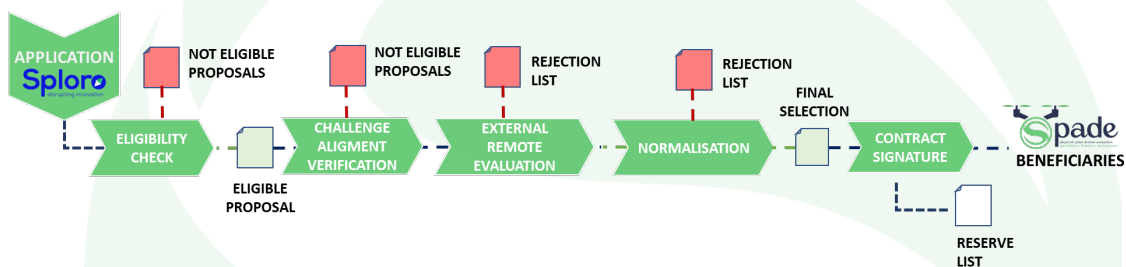 APPLICATION
Sploro
disrupting innovation
NOT ELIGIBLE
PROPOSALS
ELIGIBILITY
CHECK
ELIGIBLE
PROPOSAL
NOT ELIGIBLE
PROPOSALS
CHALLENGE
ALIGMENT
VERIFICATION
REJECTION
LIST
EXTERNAL
REMOTE
EVALUATION
REJECTION
LIST
NORMALISATION
FINAL
SELECTION
CONTRACT
SIGNATURE
Spade
BENEFICIARIES
RESERVE
LIST